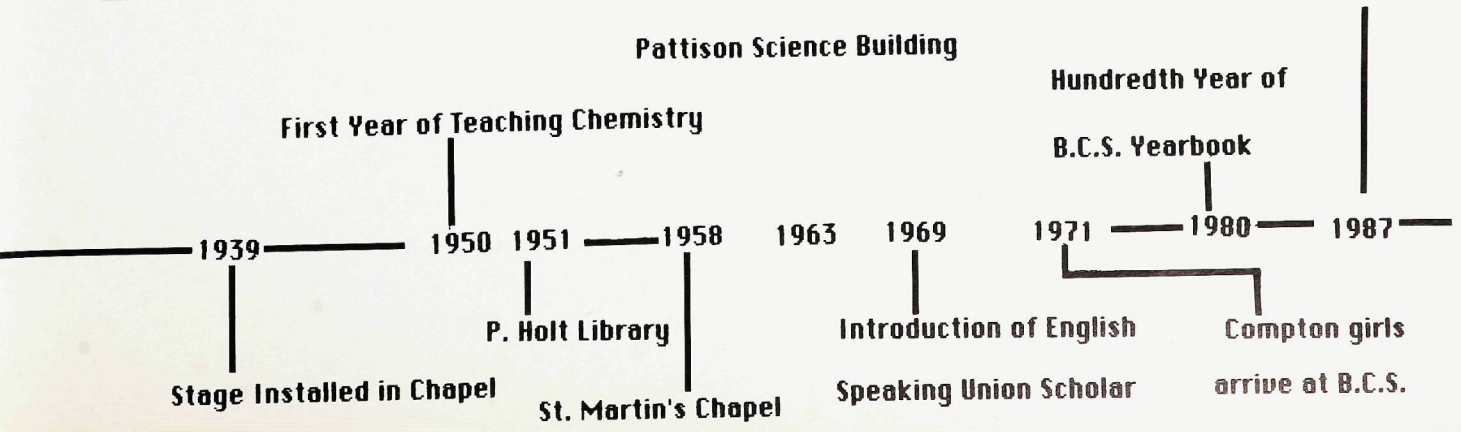 Pattison Science Building
Hundredth Year of
B.C.S. Yearbook
First Year of Teaching Chemistry
1939 1950 1951 1958 1963 1969 1971 1980 1987
P. Holt Library
Introduction of English
Speaking Union Scholar
Compton girls
arrive at B.C.S.
Stage Installed in Chapel
St. Martin's Chapel